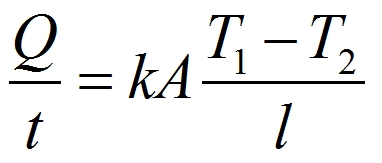 Q/t = kA (T₁ − T₂)/l